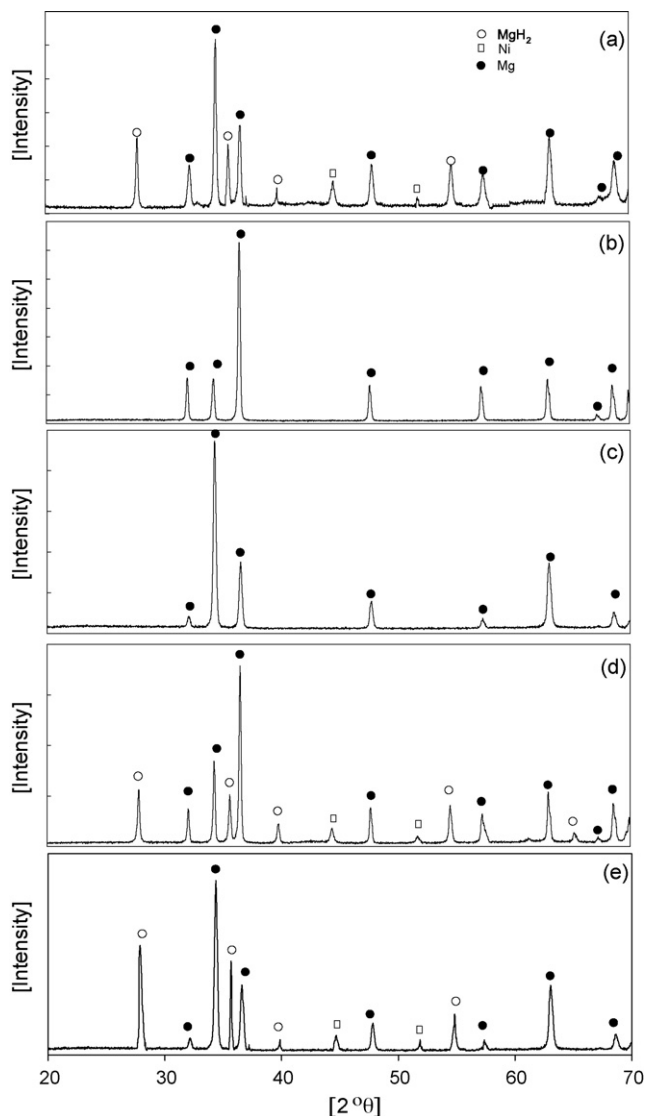 (a)
MgH₂
Ni
Mg
[Intensity]
(b)
[Intensity]
(c)
[Intensity]
(d)
[Intensity]
(e)
[Intensity]
20 30 40 50 60 70
[2 °θ]